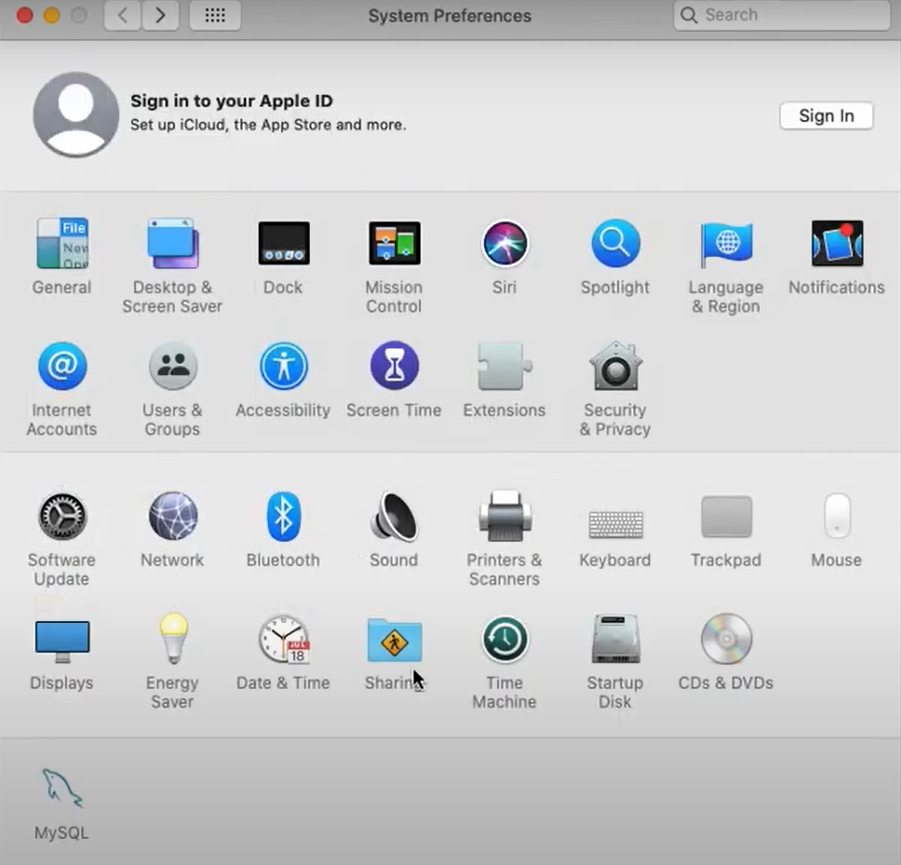 System Preferences
Search
Sign in to your Apple ID
Set up iCloud, the App Store and more.
Sign In
File
New
Ope
General
Desktop &
Screen Saver
Dock
Mission
Control
Siri
Spotlight
Language
& Region
Notifications
@
Internet
Accounts
Users &
Groups
Accessibility
Screen Time
Extensions
Security
& Privacy
Software
Update
Network
Bluetooth
Sound
Printers &
Scanners
Keyboard
Trackpad
Mouse
JUL
18
Displays
Energy
Saver
Date & Time
Sharing
Time
Machine
Startup
Disk
CDs & DVDs
MySQL